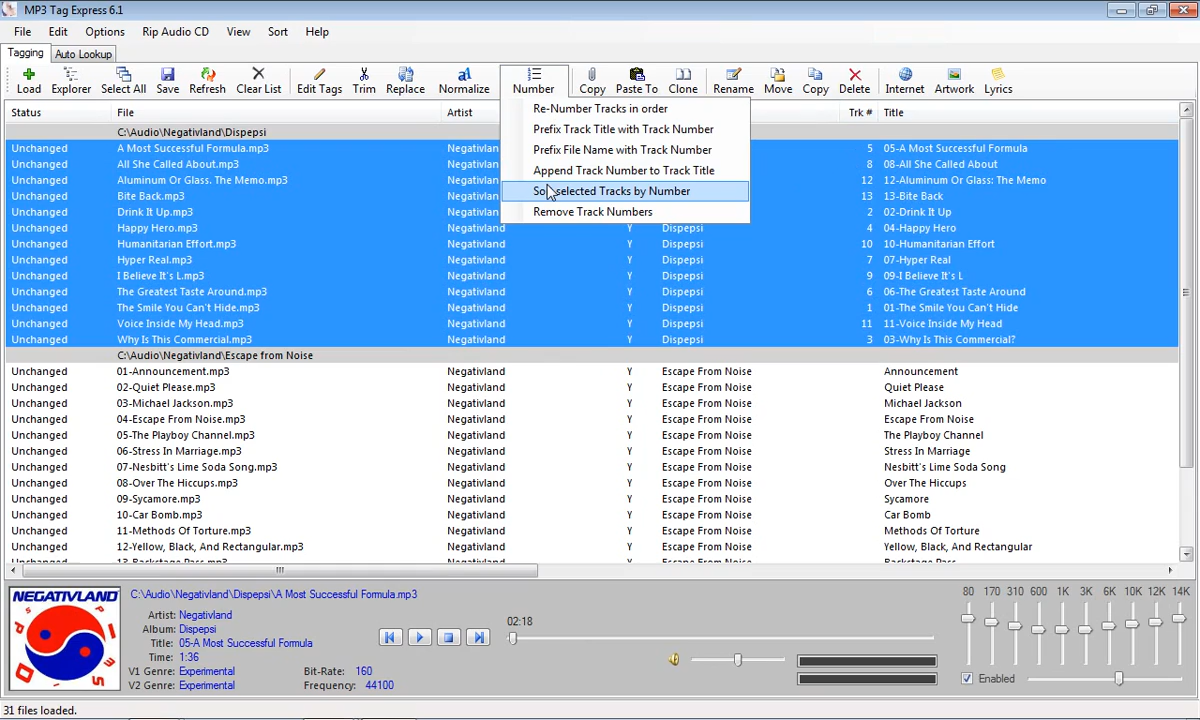 MP3 Tag Express 6.1
File Edit Options Rip Audio CD View Sort Help
Tagging Auto Lookup
Load Explorer Select All Save Refresh Clear List Edit Tags Trim Replace Normalize Number Copy Paste To Clone Rename Move Copy Delete Internet Artwork Lyrics
Status File Artist Trk # Title
Re-Number Tracks in order
Prefix Track Title with Track Number
Prefix File Name with Track Number
Append Track Number to Track Title
selected Tracks by Number
Remove Track Numbers
C:\Audio\Negativland\Dispepsi
Unchanged A Most Successful Formula.mp3 Negativlan 5 05-A Most Successful Formula
Unchanged All She Called About.mp3 Negativlan 8 08-All She Called About
Unchanged Aluminum Or Glass. The Memo.mp3 Negativlan 12 12-Aluminum Or Glass: The Memo
Unchanged Bite Back.mp3 Negativlan 13 13-Bite Back
Unchanged Drink It Up.mp3 Negativlan 2 02-Drink It Up
Unchanged Happy Hero.mp3 Negativland Y Dispepsi 4 04-Happy Hero
Unchanged Humanitarian Effort.mp3 Negativland Y Dispepsi 10 10-Humanitarian Effort
Unchanged Hyper Real.mp3 Negativland Y Dispepsi 7 07-Hyper Real
Unchanged I Believe It's L.mp3 Negativland Y Dispepsi 9 09-I Believe It's L
Unchanged The Greatest Taste Around.mp3 Negativland Y Dispepsi 6 06-The Greatest Taste Around
Unchanged The Smile You Can't Hide.mp3 Negativland Y Dispepsi 1 01-The Smile You Can't Hide
Unchanged Voice Inside My Head.mp3 Negativland Y Dispepsi 11 11-Voice Inside My Head
Unchanged Why Is This Commercial.mp3 Negativland Y Dispepsi 3 03-Why Is This Commercial?
C:\Audio\Negativland\Escape from Noise
Unchanged 01-Announcement.mp3 Negativland Y Escape From Noise Announcement
Unchanged 02-Quiet Please.mp3 Negativland Y Escape From Noise Quiet Please
Unchanged 03-Michael Jackson.mp3 Negativland Y Escape From Noise Michael Jackson
Unchanged 04-Escape From Noise.mp3 Negativland Y Escape From Noise Escape From Noise
Unchanged 05-The Playboy Channel.mp3 Negativland Y Escape From Noise The Playboy Channel
Unchanged 06-Stress In Marriage.mp3 Negativland Y Escape From Noise Stress In Marriage
Unchanged 07-Nesbitt's Lime Soda Song.mp3 Negativland Y Escape From Noise Nesbitt's Lime Soda Song
Unchanged 08-Over The Hiccups.mp3 Negativland Y Escape From Noise Over The Hiccups
Unchanged 09-Sycamore.mp3 Negativland Y Escape From Noise Sycamore
Unchanged 10-Car Bomb.mp3 Negativland Y Escape From Noise Car Bomb
Unchanged 11-Methods Of Torture.mp3 Negativland Y Escape From Noise Methods Of Torture
Unchanged 12-Yellow, Black, And Rectangular.mp3 Negativland Y Escape From Noise Yellow, Black, And Rectangular
Unchanged 13-Backstage Pass.mp3 Negativland Y Escape From Noise Backstage Pass
NEGATIVLAND
C:\Audio\Negativland\Dispepsi\A Most Successful Formula.mp3
Artist: Negativland
Album: Dispepsi
Title: 05-A Most Successful Formula
Time: 1:36
V1 Genre: Experimental Bit-Rate: 160
V2 Genre: Experimental Frequency: 44100
02:18
80 170 310 600 1K 3K 6K 10K 12K 14K
Enabled
31 files loaded.